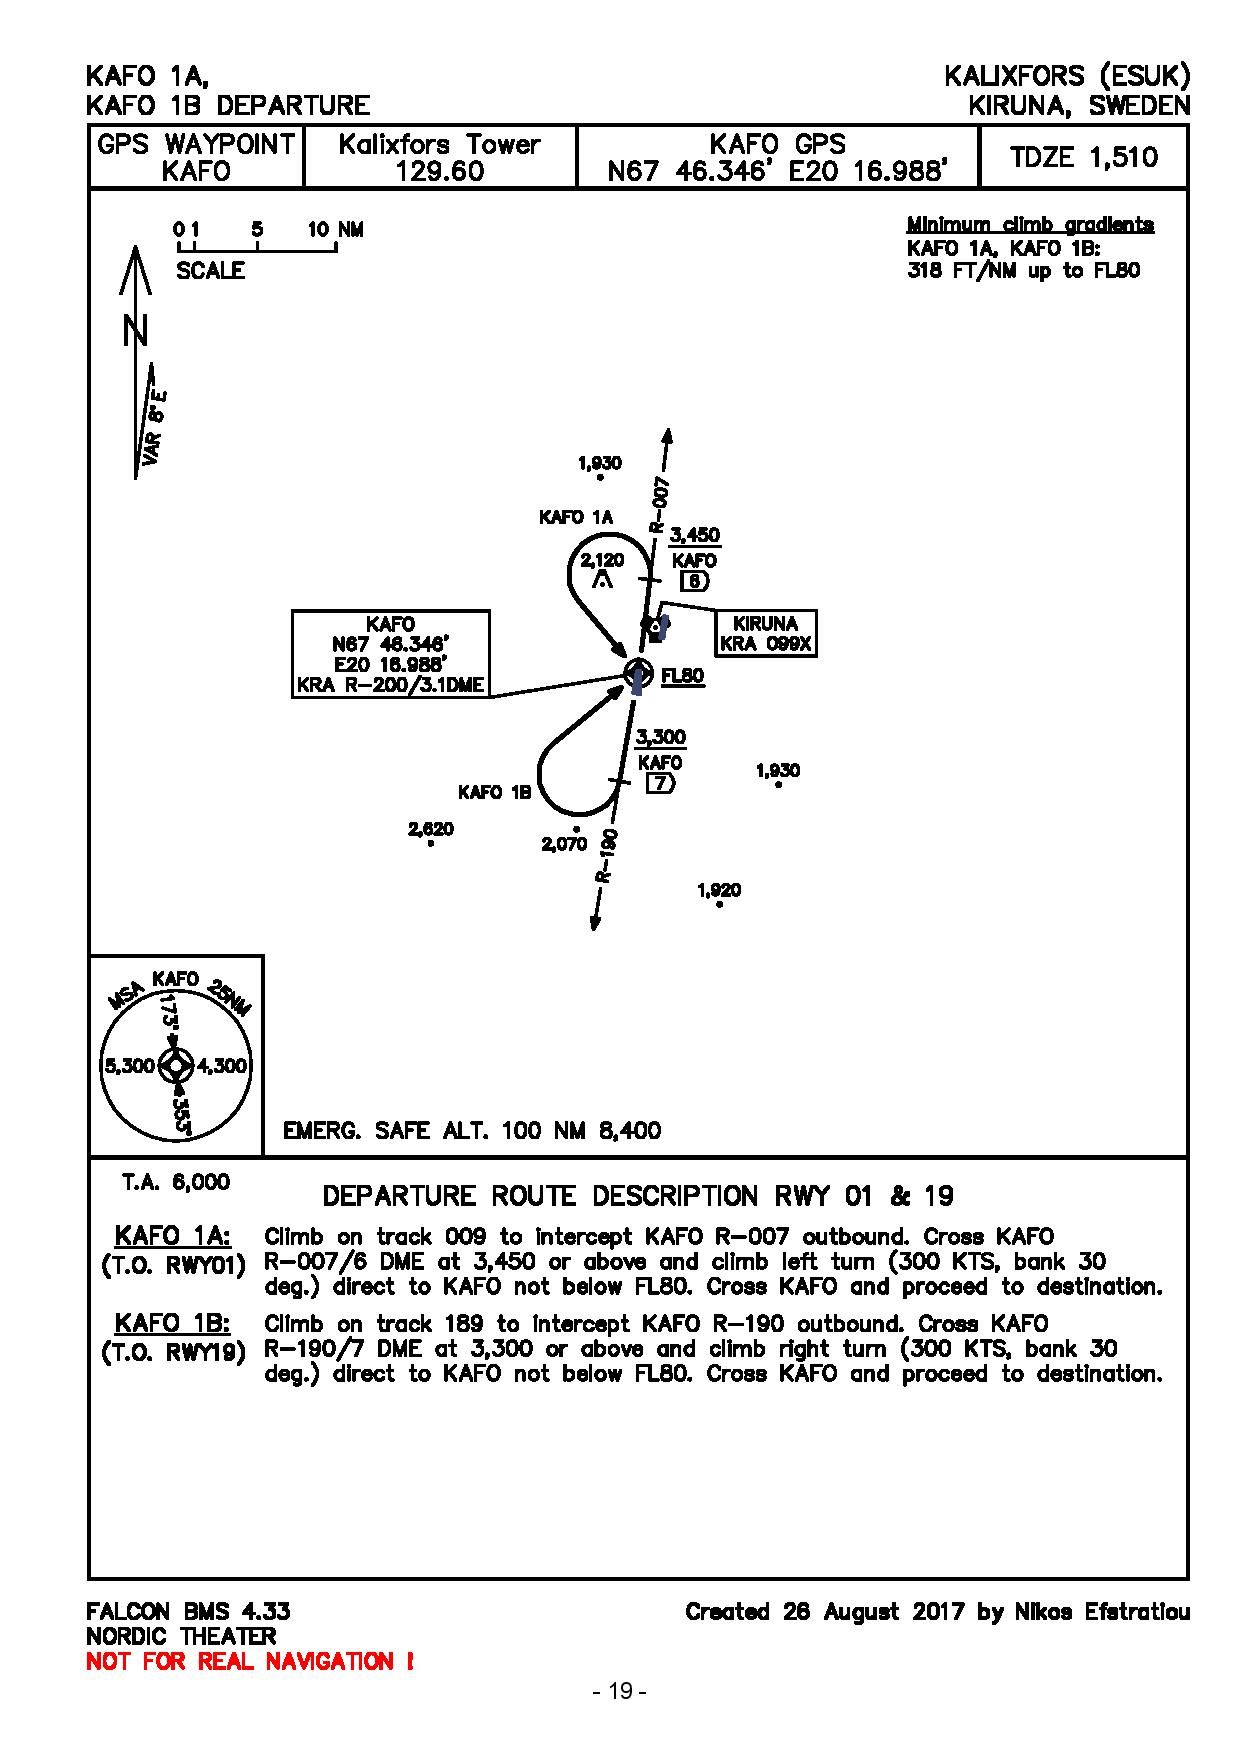 KAFO 1A,
KAFO 1B DEPARTURE
KALIXFORS (ESUK)
KIRUNA, SWEDEN
GPS WAYPOINT
KAFO
Kalixfors Tower
129.60
KAFO GPS
N67 46.346' E20 16.988'
TDZE 1,510
0 1 5 10 NM
SCALE
Minimum climb gradients
KAFO 1A, KAFO 1B:
318 FT/NM up to FL80
N
VAR 8°E
1,930
R-007
KAFO 1A
3,450
KAFO
6
2,120
KAFO
N67 46.346'
E20 16.988'
KRA R-200/3.1DME
KIRUNA
KRA 099X
FL80
3,300
KAFO
7
1,930
KAFO 1B
2,620
2,070
R-190
1,920
MSA KAFO 25NM
173°
5,300
4,300
353°
EMERG. SAFE ALT. 100 NM 8,400
T.A. 6,000
DEPARTURE ROUTE DESCRIPTION RWY 01 & 19
KAFO 1A: Climb on track 009 to intercept KAFO R-007 outbound. Cross KAFO
(T.O. RWY01) R-007/6 DME at 3,450 or above and climb left turn (300 KTS, bank 30
deg.) direct to KAFO not below FL80. Cross KAFO and proceed to destination.
KAFO 1B: Climb on track 189 to intercept KAFO R-190 outbound. Cross KAFO
(T.O. RWY19) R-190/7 DME at 3,300 or above and climb right turn (300 KTS, bank 30
deg.) direct to KAFO not below FL80. Cross KAFO and proceed to destination.
FALCON BMS 4.33
NORDIC THEATER
NOT FOR REAL NAVIGATION !
Created 26 August 2017 by Nikos Efstratiou
- 19 -